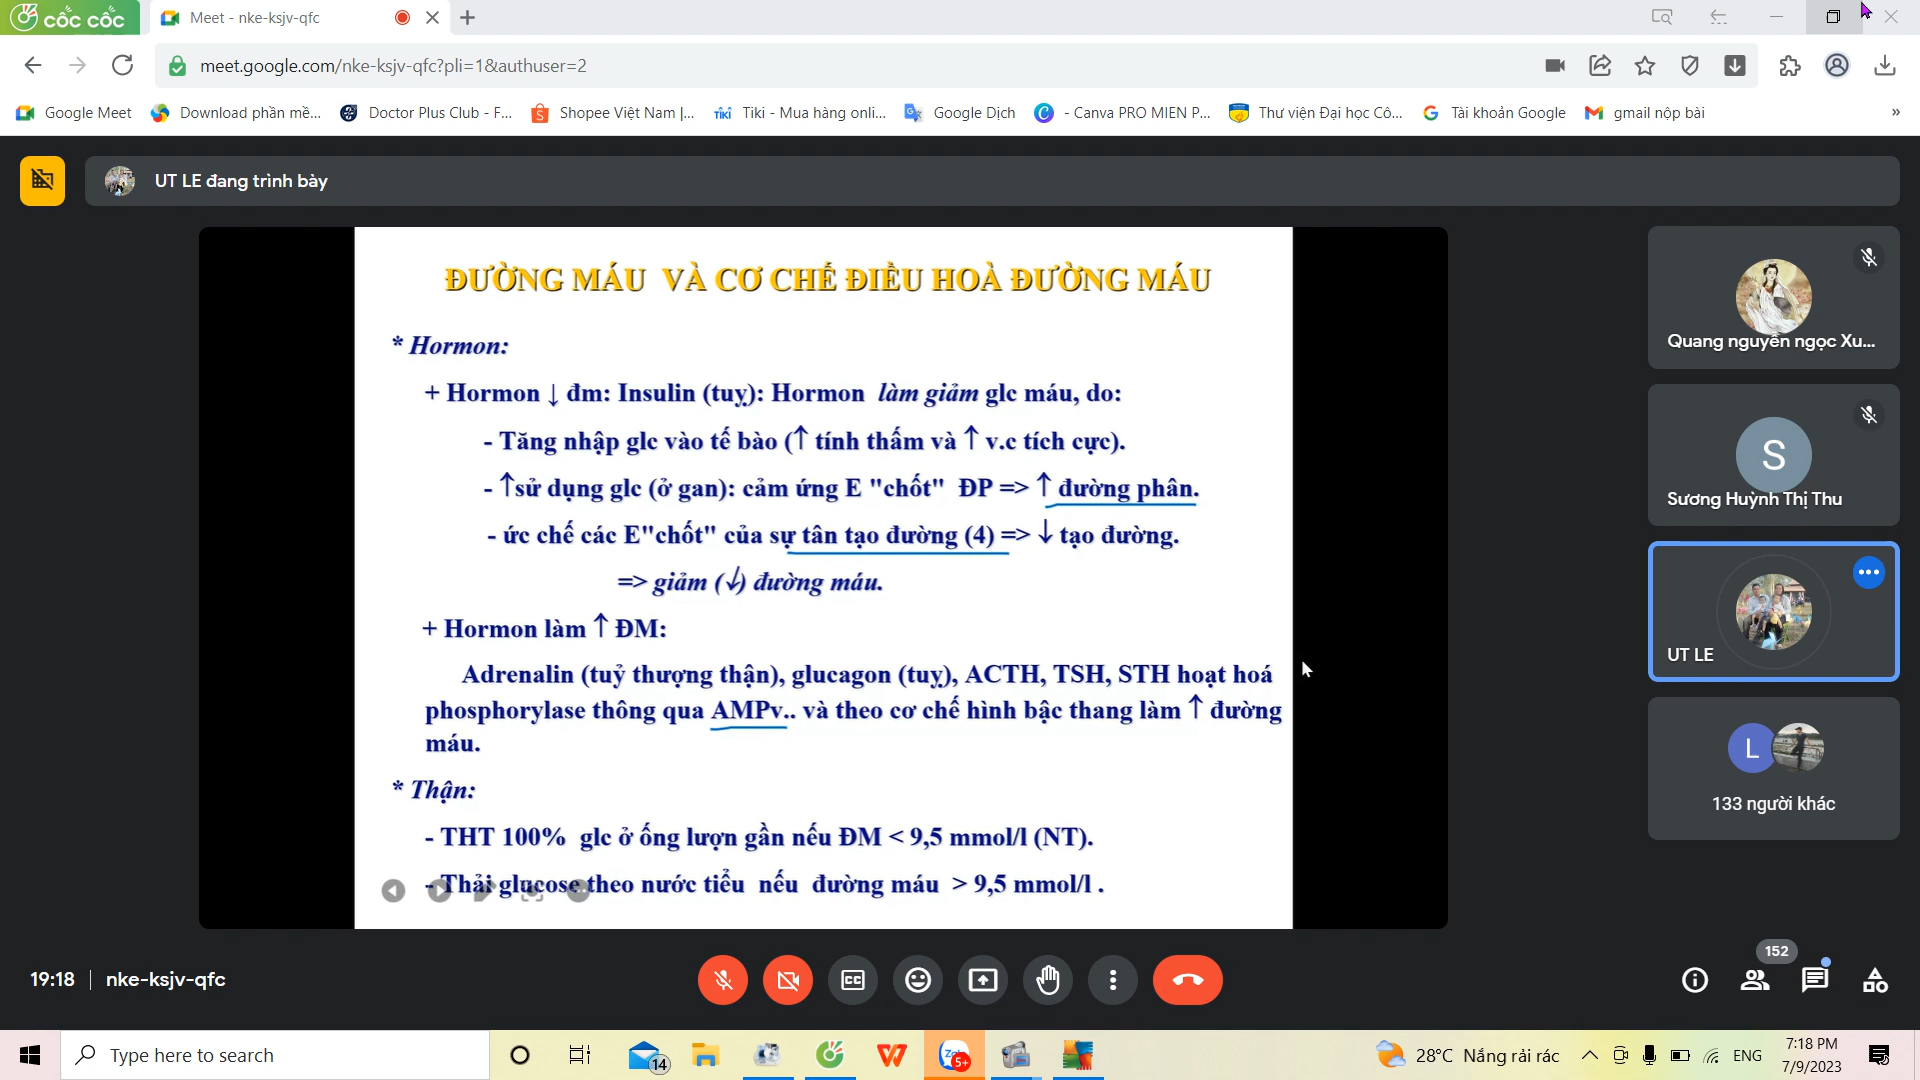 cốc cốc
Meet - nke-ksjv-qfc
meet.google.com/nke-ksjv-qfc?pli=1&authuser=2
Google Meet
Download phần mề...
Doctor Plus Club - F...
Shopee Việt Nam |...
Tiki - Mua hàng onli...
Google Dịch
- Canva PRO MIEN P...
Thư viện Đại học Cô...
Tài khoản Google
gmail nộp bài
»
UT LE đang trình bày
ĐƯỜNG MÁU VÀ CƠ CHẾ ĐIỀU HOÀ ĐƯỜNG MÁU
* Hormon:
+ Hormon ↓ đm: Insulin (tuỵ): Hormon làm giảm glc máu, do:
- Tăng nhập glc vào tế bào (↑ tính thấm và ↑ v.c tích cực).
- ↑sử dụng glc (ở gan): cảm ứng E "chốt" ĐP => ↑ đường phân.
- ức chế các E"chốt" của sự tân tạo đường (4) => ↓ tạo đường.
=> giảm (↓) đường máu.
+ Hormon làm ↑ ĐM:
Adrenalin (tuỷ thượng thận), glucagon (tuỵ), ACTH, TSH, STH hoạt hoá
phosphorylase thông qua AMPv.. và theo cơ chế hình bậc thang làm ↑ đường
máu.
* Thận:
- THT 100% glc ở ống lượn gần nếu ĐM < 9,5 mmol/l (NT).
- Thải glucose theo nước tiểu nếu đường máu > 9,5 mmol/l .
Quang nguyễn ngọc Xu...
S
Sương Huỳnh Thị Thu
UT LE
L
133 người khác
19:18 | nke-ksjv-qfc
CC
152
Type here to search
14
Zalo
5+
28°C Nắng rải rác
ENG
7:18 PM
7/9/2023